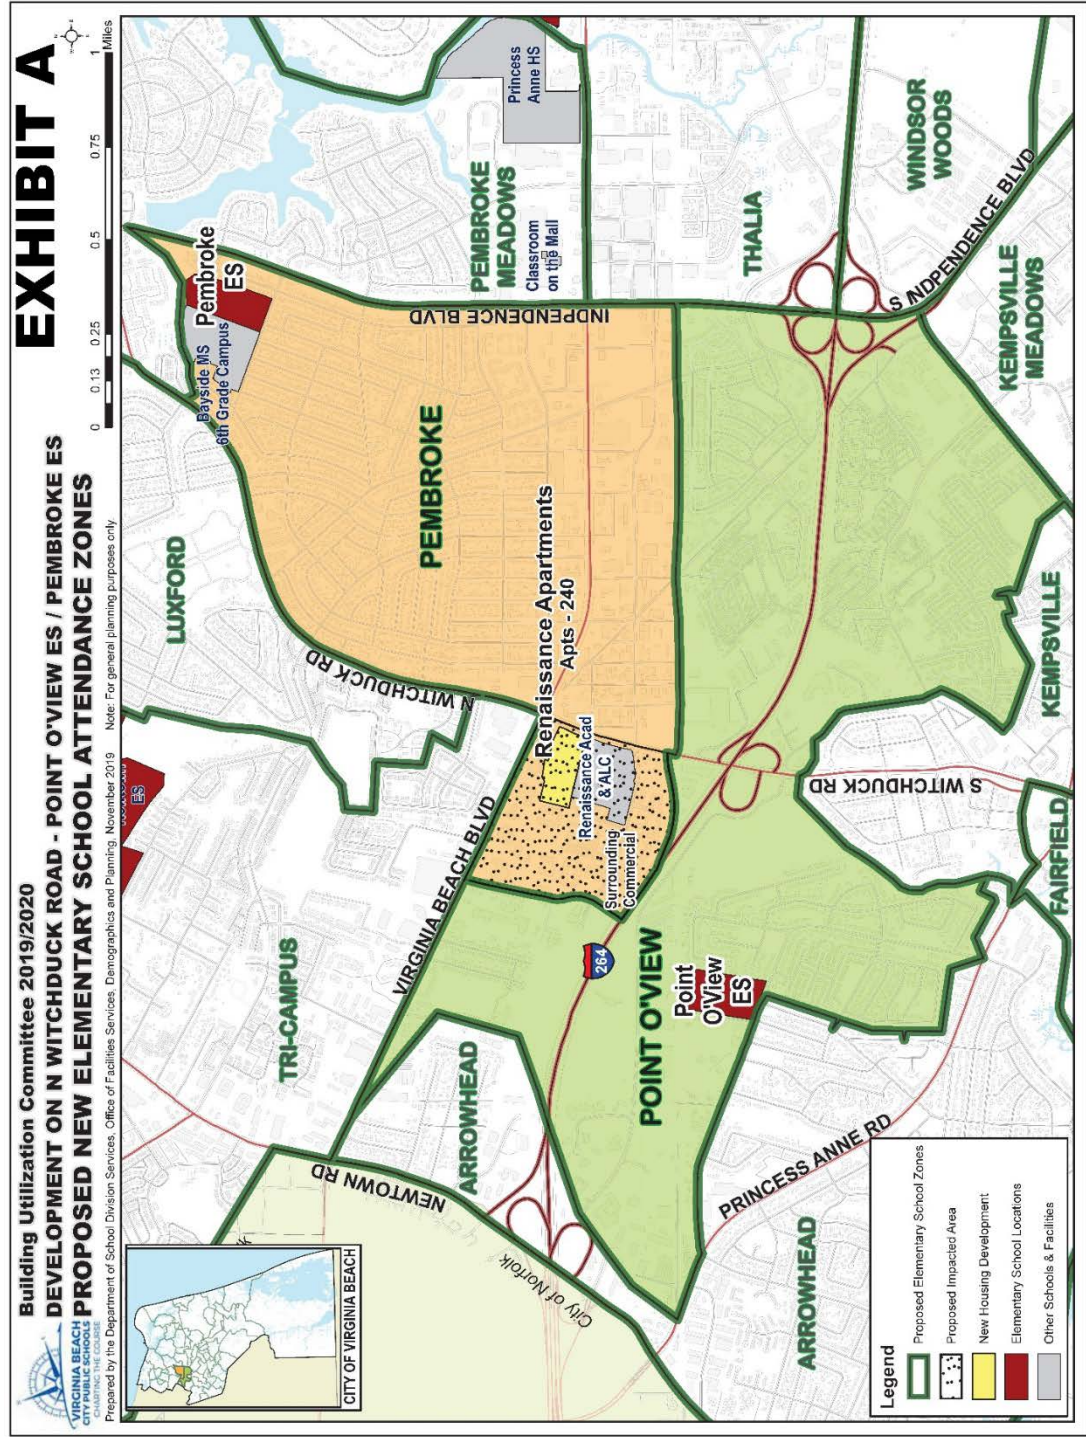 EXHIBIT A
Building Utilization Committee 2019/2020
DEVELOPMENT ON N WITCHDUCK ROAD - POINT O'VIEW ES / PEMBROKE ES
PROPOSED NEW ELEMENTARY SCHOOL ATTENDANCE ZONES
VIRGINIA BEACH
CITY PUBLIC SCHOOLS
CHARTING THE COURSE
Prepared by the Department of School Division Services, Office of Facilities Services, Demographics and Planning, November 2019
Note: For general planning purposes only.
0 0.13 0.25 0.5 0.75 1
Miles
CITY OF VIRGINIA BEACH
City of Norfolk
NEWTOWN RD
TRI-CAMPUS
ES
LUXFORD
Bayside MS
6th Grade Campus
Pembroke
ES
Princess
Anne HS
PEMBROKE
MEADOWS
Classroom
on the Mall
N WITCHDUCK RD
PEMBROKE
INDPENDENCE BLVD
VIRGINIA BEACH BLVD
Renaissance Apartments
Apts - 240
Renaissance Acad
& ALC
Surrounding
Commercial
ARROWHEAD
264
POINT O'VIEW
Point
O'View
ES
THALIA
WINDSOR
WOODS
S INDPENDENCE BLVD
KEMPSVILLE
MEADOWS
KEMPSVILLE
S WITCHDUCK RD
FAIRFIELD
PRINCESS ANNE RD
ARROWHEAD
Legend
Proposed Elementary School Zones
Proposed Impacted Area
New Housing Development
Elementary School Locations
Other Schools & Facilities